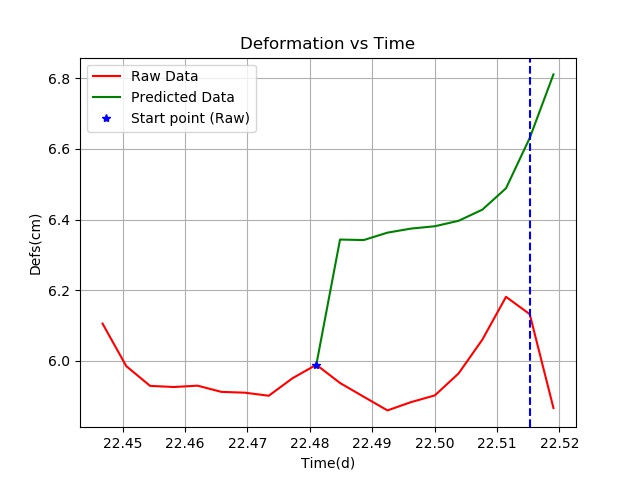 Deformation vs Time
Raw Data
Predicted Data
Start point (Raw)
Defs(cm)
6.8
6.6
6.4
6.2
6.0
22.45 22.46 22.47 22.48 22.49 22.50 22.51 22.52
Time(d)